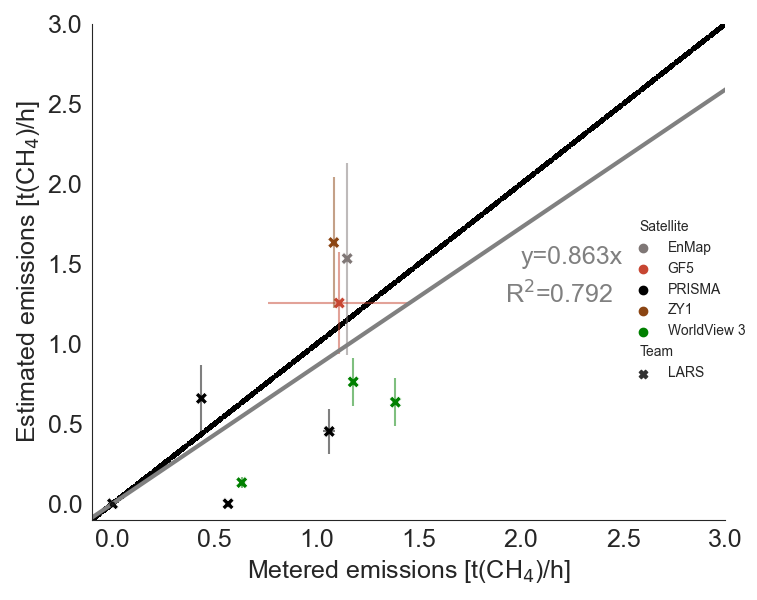 3.0
2.5
2.0
1.5
1.0
0.5
0.0
Estimated emissions [t(CH₄)/h]
y=0.863x
R²=0.792
Satellite
EnMap
GF5
PRISMA
ZY1
WorldView 3
Team
LARS
0.0 0.5 1.0 1.5 2.0 2.5 3.0
Metered emissions [t(CH₄)/h]